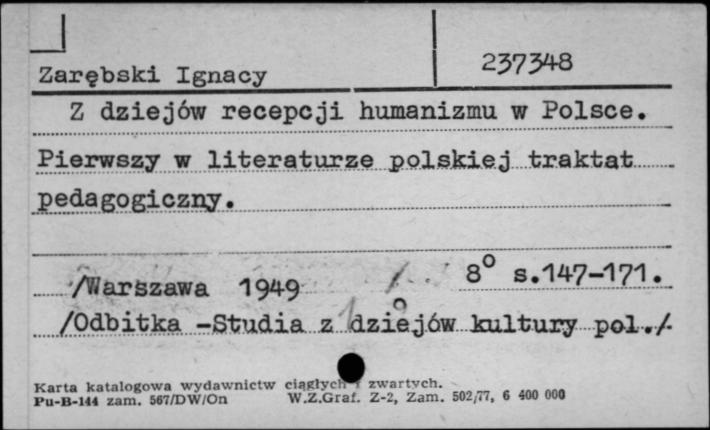 Zarębski Ignacy 237348
Z dziejów recepcji humanizmu w Polsce.
Pierwszy w literaturze polskiej traktat
pedagogiczny.
/Warszawa 1949 8° s.147-171.
/Odbitka -Studia z dziejów kultury pol./-
Karta katalogowa wydawnictw ciągłych i zwartych.
Pu-B-144 zam. 567/DW/On W.Z.Graf. Z-2, Zam. 502/77, 6 400 000